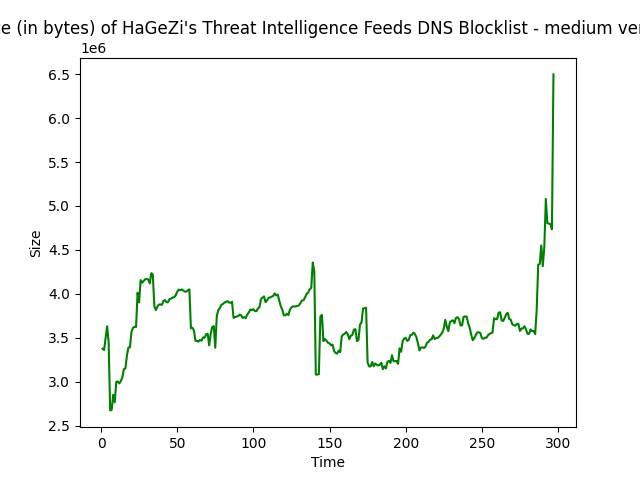 e (in bytes) of HaGeZi's Threat Intelligence Feeds DNS Blocklist - medium ver
1e6
6.5
6.0
5.5
5.0
4.5
4.0
3.5
3.0
2.5
Size
0 50 100 150 200 250 300
Time